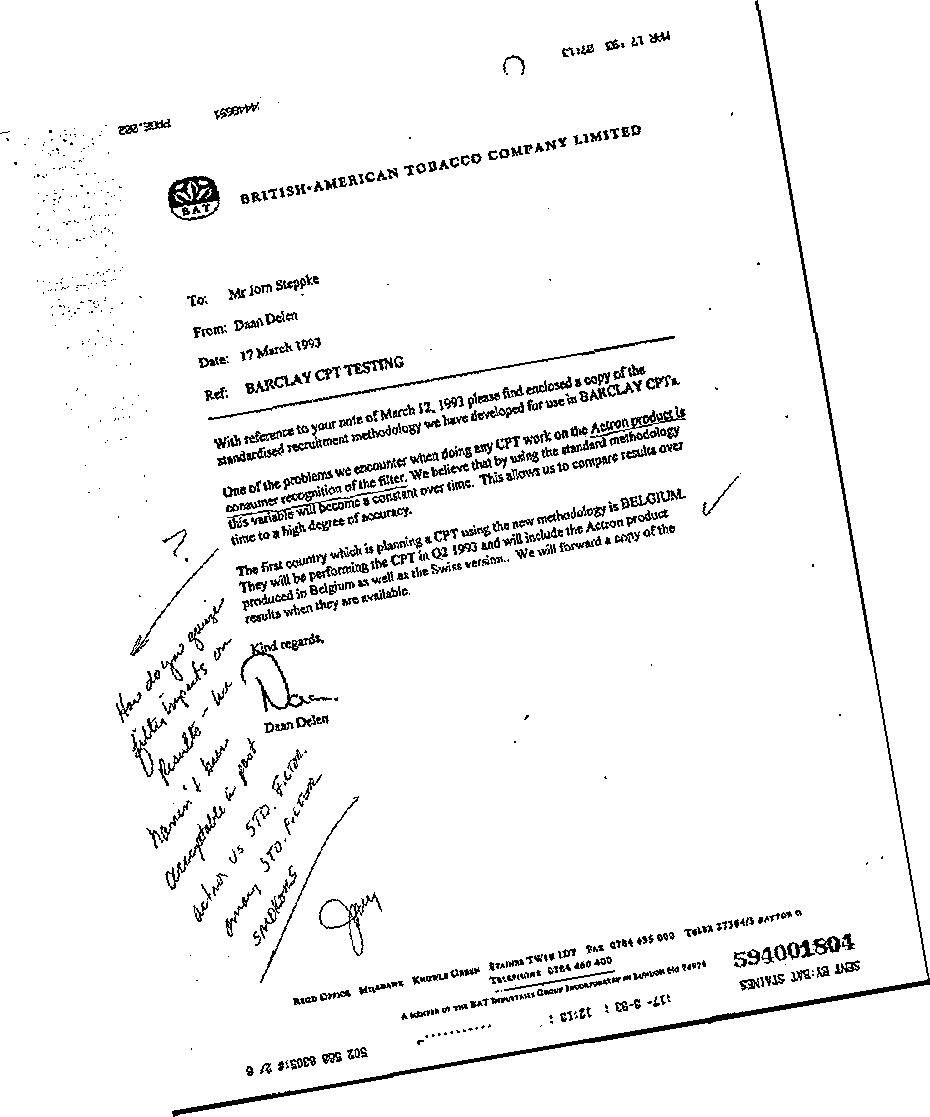 MAR 17 '93 07:13
PAGE.002
BAT
BRITISH-AMERICAN TOBACCO COMPANY LIMITED
To: Mr Jorn Steppke
From: Daan Delen
Date: 17 March 1993
Ref: BARCLAY CPT TESTING
With reference to your note of March 12, 1993 please find enclosed a copy of the
standardised recruitment methodology we have developed for use in BARCLAY CPTs.
One of the problems we encounter when doing any CPT work on the Actron product is
consumer recognition of the filter. We believe that by using the standard methodology
this variable will become a constant over time. This allows us to compare results over
time to a high degree of accuracy.
The first country which is planning a CPT using the new methodology is BELGIUM.
They will be performing the CPT in Q2 1993 and will include the Actron product
produced in Belgium as well as the Swiss version.. We will forward a copy of the
results when they are available.
Kind regards,
Daan
Daan Delen
?
How do you gauge
filter impacts on
Results - 
haven't been
acceptable in past
actron vs STD. FILTER.
among STD. FILTER
SMOKERS
REGD OFFICE MILLBANK KNOWLE GREEN STAINES TW18 1DY FAX 0784
TELEPHONE 0784 460 400
A MEMBER OF THE BAT INDUSTRIES GROUP INCORPORATED IN LONDON NO 74974
594001804
SENT BY: BAT STAINES
:17- 3-93 : 12:13 :
502 568 8305:# 2/ 6